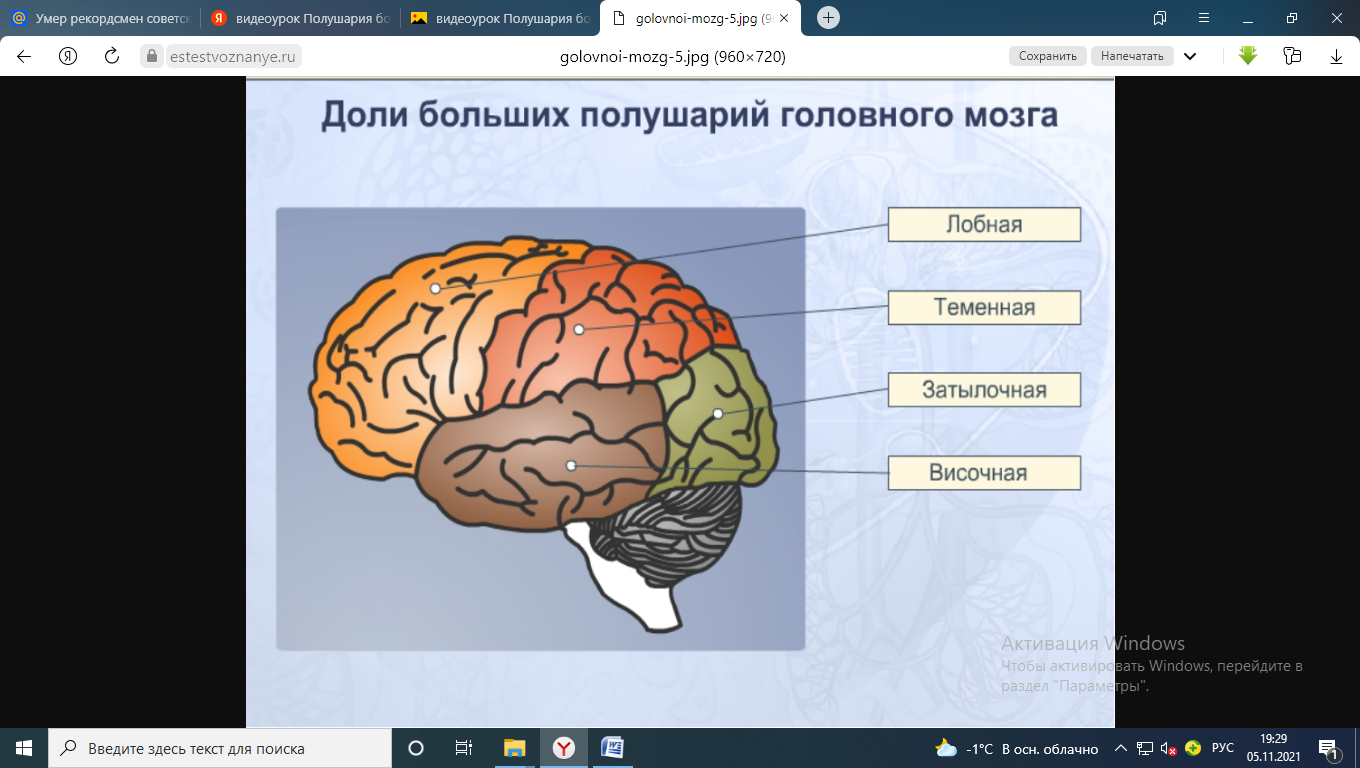 Умер рекордсмен советск
видеоурок Полушария бо
видеоурок Полушария бо
golovnoi-mozg-5.jpg (9
estestvoznanye.ru
golovnoi-mozg-5.jpg (960×720)
Сохранить
Напечатать
Доли больших полушарий головного мозга
Лобная
Теменная
Затылочная
Височная
Активация Windows
Чтобы активировать Windows, перейдите в
раздел "Параметры".
Введите здесь текст для поиска
-1°C В осн. облачно
РУС
19:29
05.11.2021
1